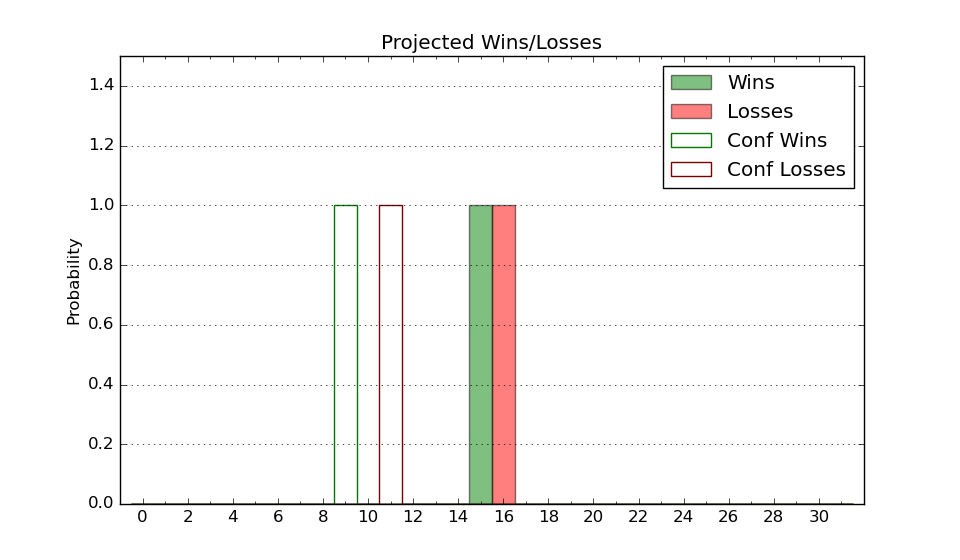 Projected Wins/Losses
Wins
Losses
Conf Wins
Conf Losses
Probability
1.4
1.2
1.0
0.8
0.6
0.4
0.2
0.0
0 2 4 6 8 10 12 14 16 18 20 22 24 26 28 30